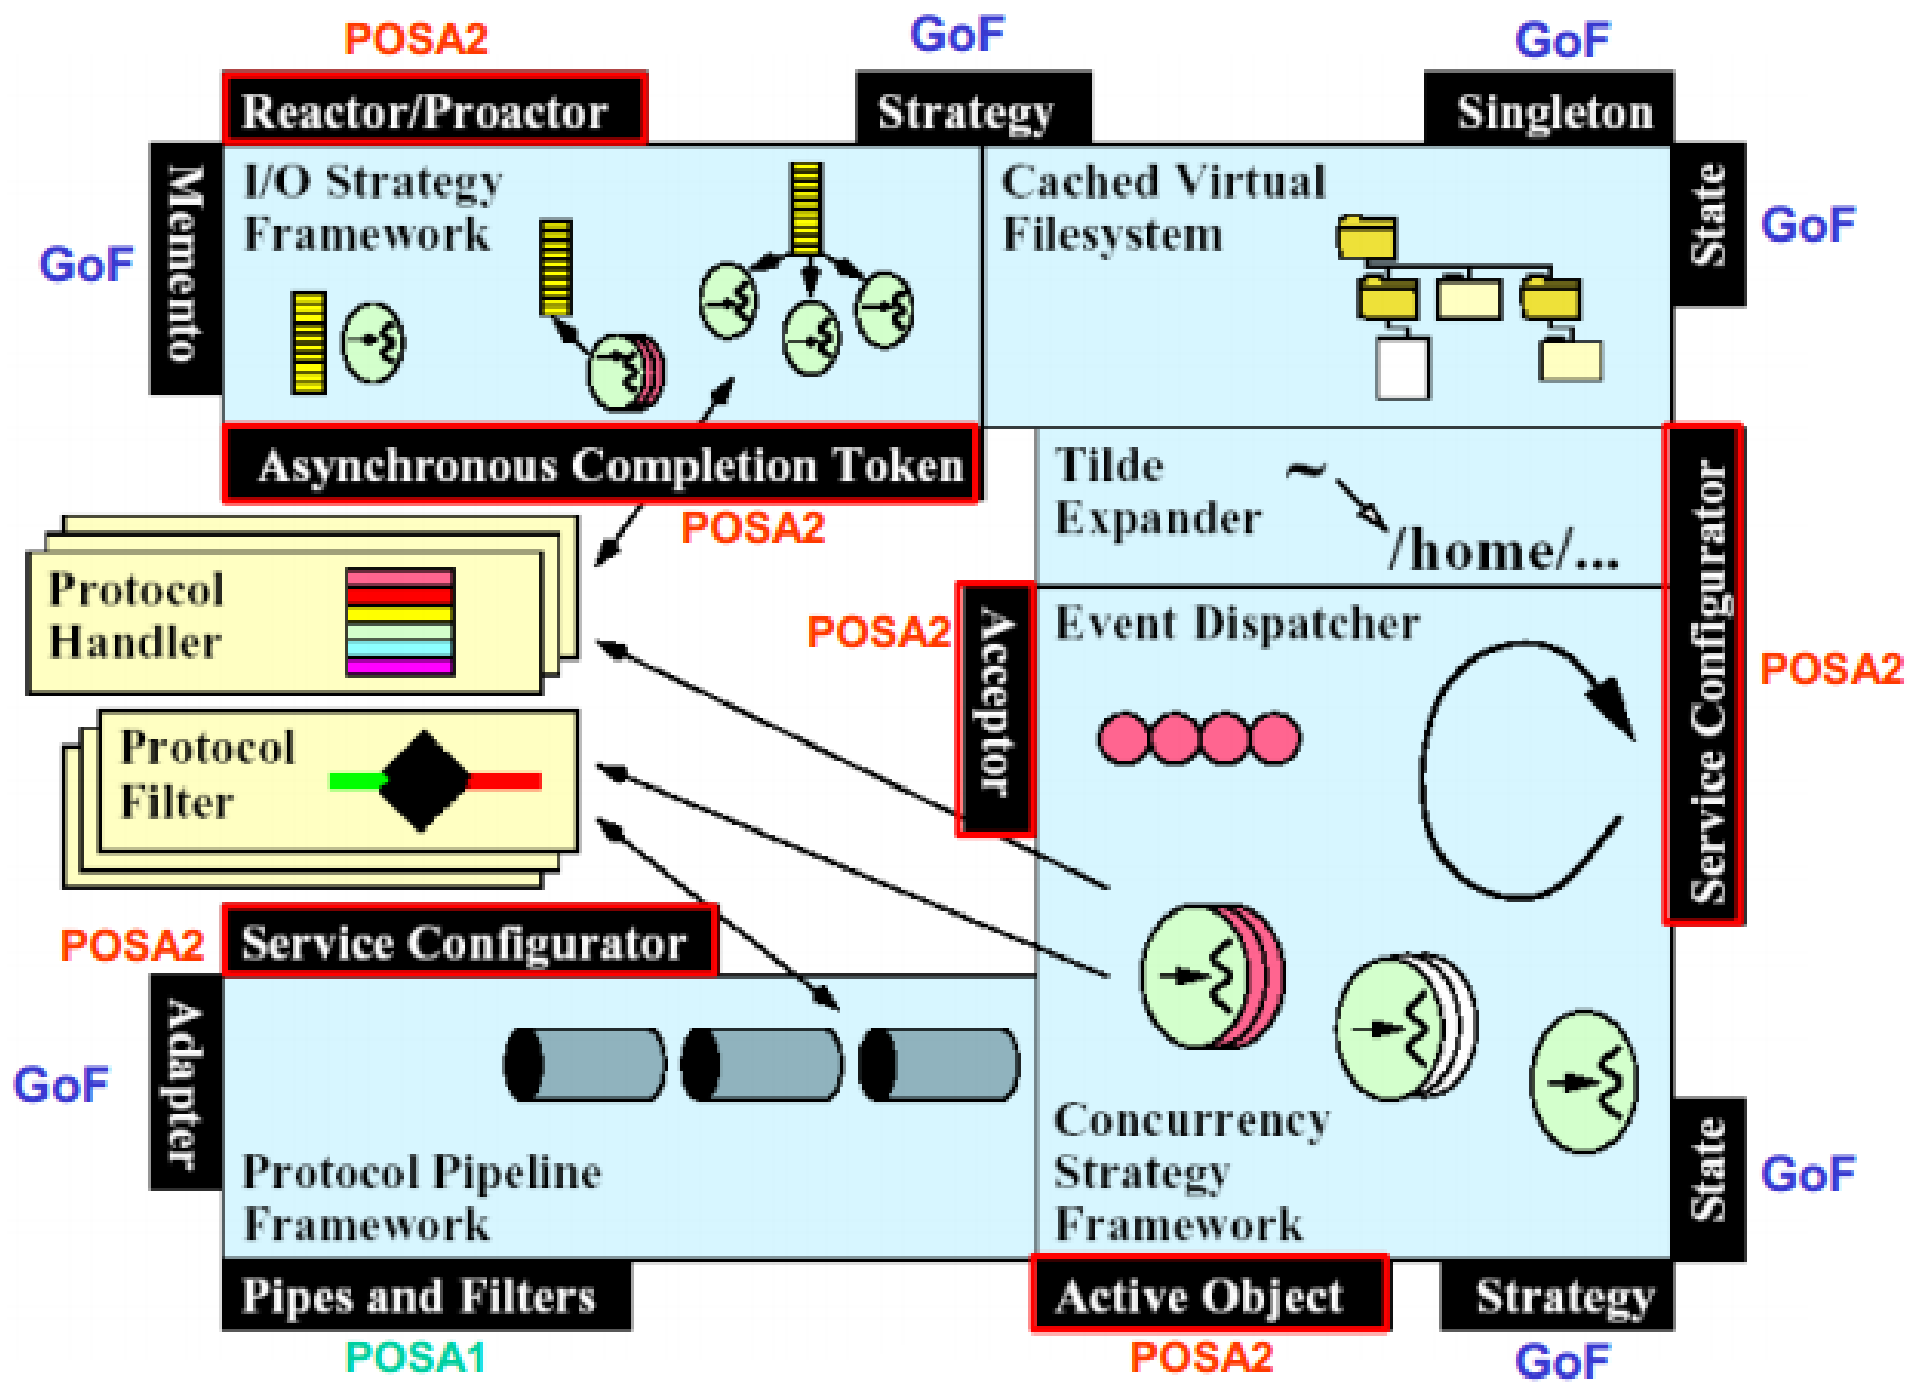 POSA2
GoF
GoF
Reactor/Proactor
Strategy
Singleton
Memento
GoF
I/O Strategy
Framework
Cached Virtual
Filesystem
State
GoF
Asynchronous Completion Token
POSA2
Tilde
Expander
~
/home/...
Service Configurator
POSA2
Protocol
Handler
POSA2
Acceptor
Event Dispatcher
Protocol
Filter
POSA2
Service Configurator
Adapter
GoF
Protocol Pipeline
Framework
Concurrency
Strategy
Framework
State
GoF
Pipes and Filters
POSA1
Active Object
POSA2
Strategy
GoF